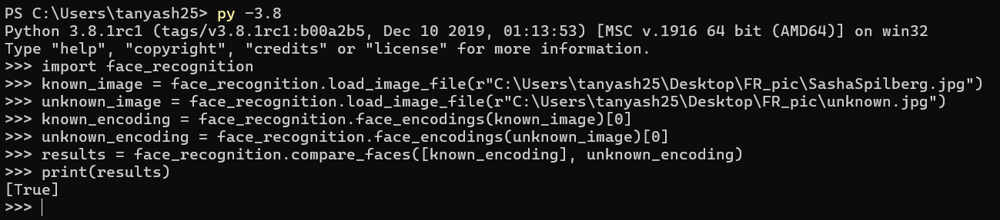 PS C:\Users\tanyash25> py -3.8
Python 3.8.1rc1 (tags/v3.8.1rc1:b00a2b5, Dec 10 2019, 01:13:53) [MSC v.1916 64 bit (AMD64)] on win32
Type "help", "copyright", "credits" or "license" for more information.
>>> import face_recognition
>>> known_image = face_recognition.load_image_file(r"C:\Users\tanyash25\Desktop\FR_pic\SashaSpilberg.jpg")
>>> unknown_image = face_recognition.load_image_file(r"C:\Users\tanyash25\Desktop\FR_pic\unknown.jpg")
>>> known_encoding = face_recognition.face_encodings(known_image)[0]
>>> unknown_encoding = face_recognition.face_encodings(unknown_image)[0]
>>> results = face_recognition.compare_faces([known_encoding], unknown_encoding)
>>> print(results)
[True]
>>>